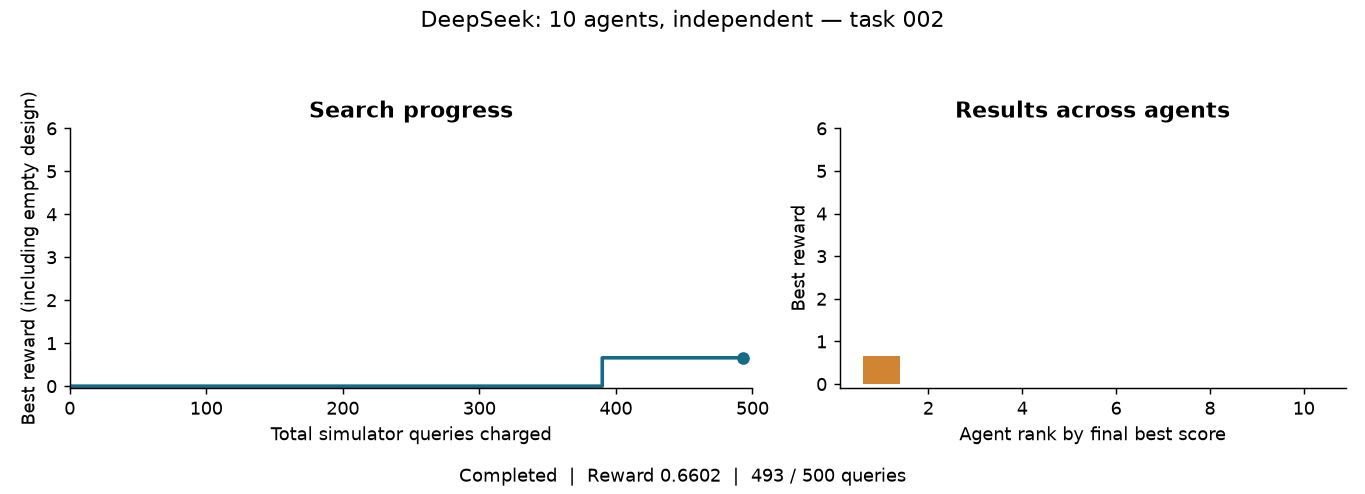 DeepSeek: 10 agents, independent — task 002
Search progress
Best reward (including empty design)
6
5
4
3
2
1
0
0 100 200 300 400 500
Total simulator queries charged
Results across agents
Best reward
6
5
4
3
2
1
0
2 4 6 8 10
Agent rank by final best score
Completed | Reward 0.6602 | 493 / 500 queries